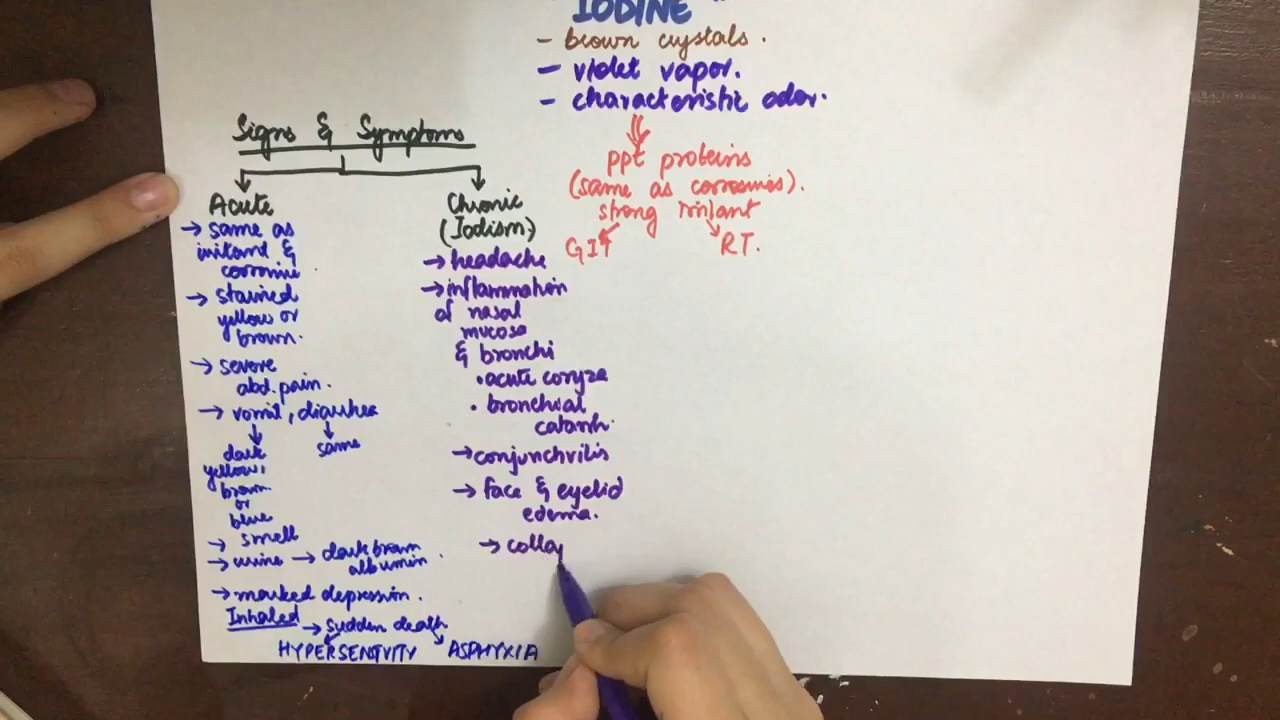 "IODINE"
- brown crystals.
- violet vapor.
- characteristic odor.
ppt proteins
(same as corrosives).
strong irritant
GIT RT.
Signs & Symptoms
Acute
→ same as
irritant &
corrosive
→ stained
yellow or
brown.
→ severe
abd. pain.
→ vomit, diarrhea
dark same
yellow,
brown
or
blue
→ smell
→ urine → dark brown
albumin.
→ marked depression.
Inhaled → sudden death
HYPERSENTVITY ASPHYXIA
Chronic
(Iodism)
→ headache
→ inflammation
of nasal
mucosa
& bronchi
• acute coryza
• bronchial
catarrh.
→ conjunctivitis
→ face & eyelid
edema.
→ collap